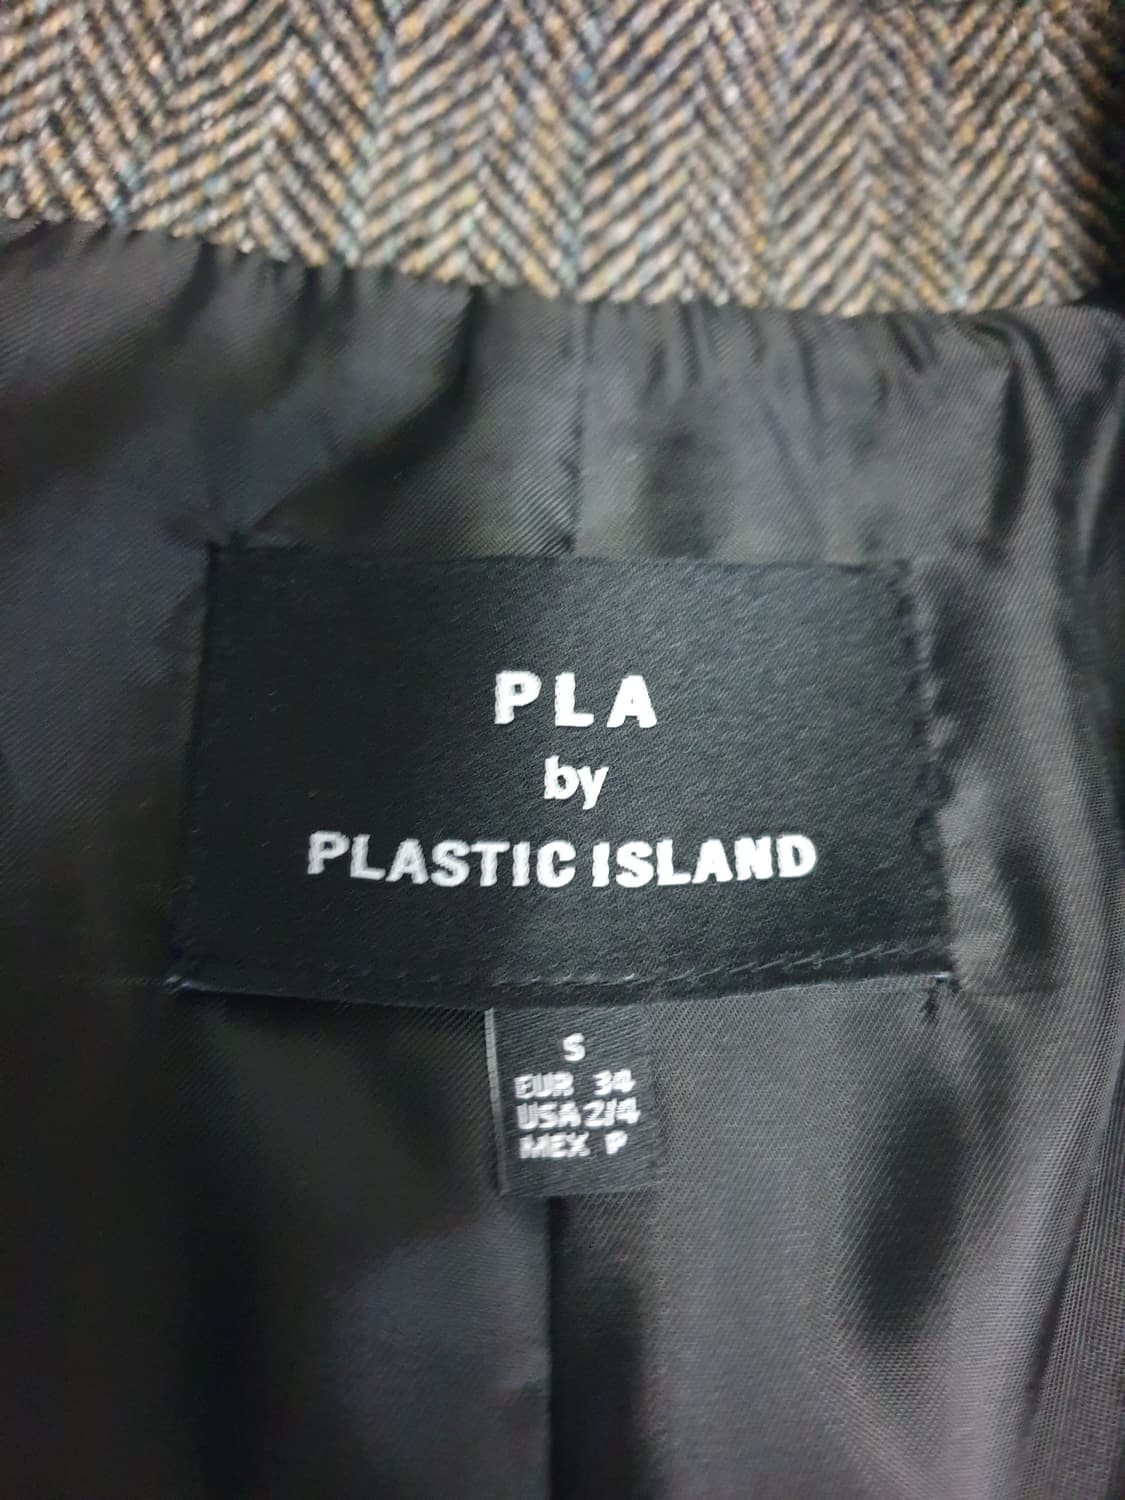 PLA
by
PLASTIC ISLAND
S
EUR 34
USA 2/4
MEX P